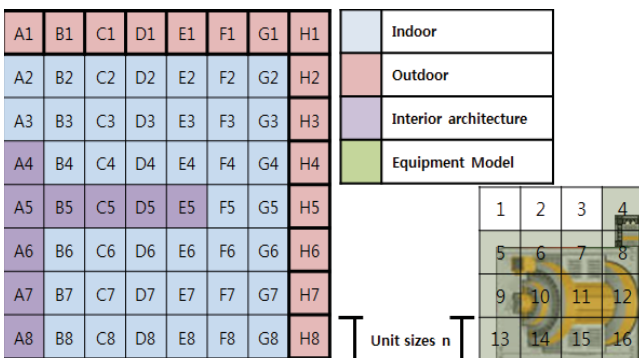 A1 B1 C1 D1 E1 F1 G1 H1
A2 B2 C2 D2 E2 F2 G2 H2
A3 B3 C3 D3 E3 F3 G3 H3
A4 B4 C4 D4 E4 F4 G4 H4
A5 B5 C5 D5 E5 F5 G5 H5
A6 B6 C6 D6 E6 F6 G6 H6
A7 B7 C7 D7 E7 F7 G7 H7
A8 B8 C8 D8 E8 F8 G8 H8
Indoor
Outdoor
Interior architecture
Equipment Model
Unit sizes n
1 2 3 4
5 6 7 8
9 10 11 12
13 14 15 16